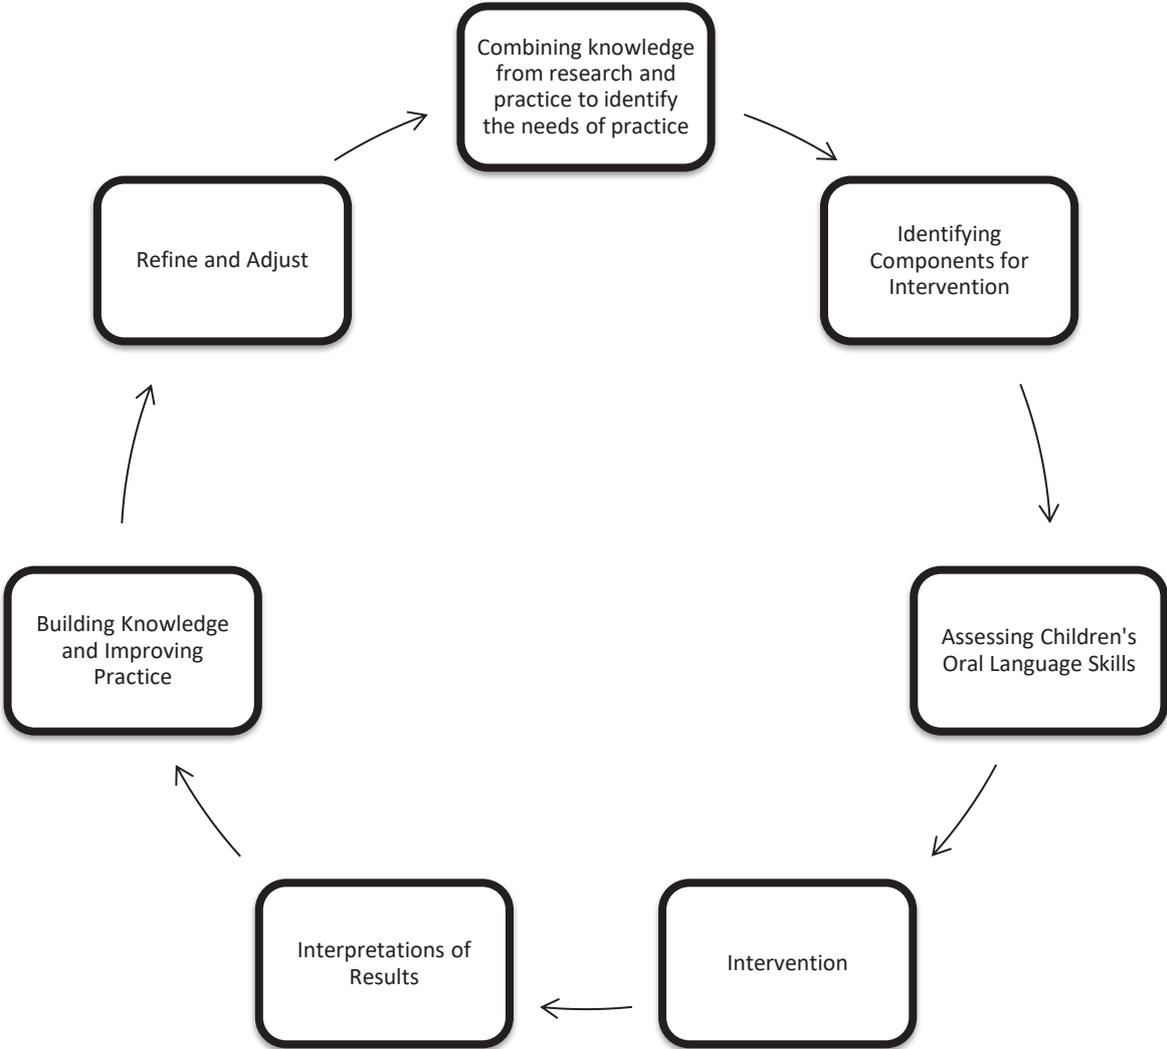 Combining knowledge
from research and
practice to identify
the needs of practice
Identifying
Components for
Intervention
Assessing Children's
Oral Language Skills
Intervention
Interpretations of
Results
Building Knowledge
and Improving
Practice
Refine and Adjust